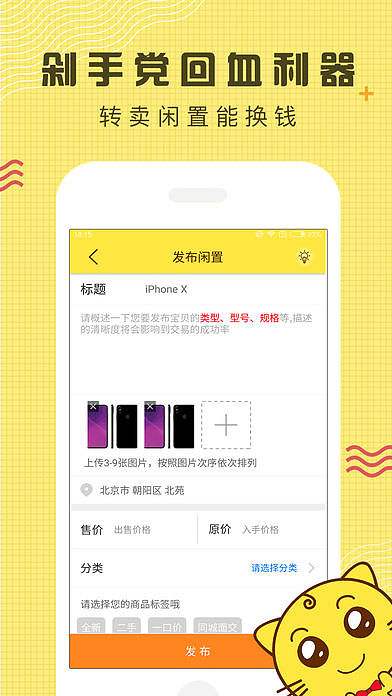 剁手党回血利器
转卖闲置能换钱
发布闲置
标题 iPhone X
请概述一下您要发布宝贝的类型、型号、规格等,描述
的清晰度将会影响到交易的成功率
上传3-9张图片，按照图片次序依次排列
北京市 朝阳区 北苑
售价 出售价格 原价 入手价格
分类 请选择分类
请选择您的商品标签哦
全新 二手 一口价 同城面交
发布